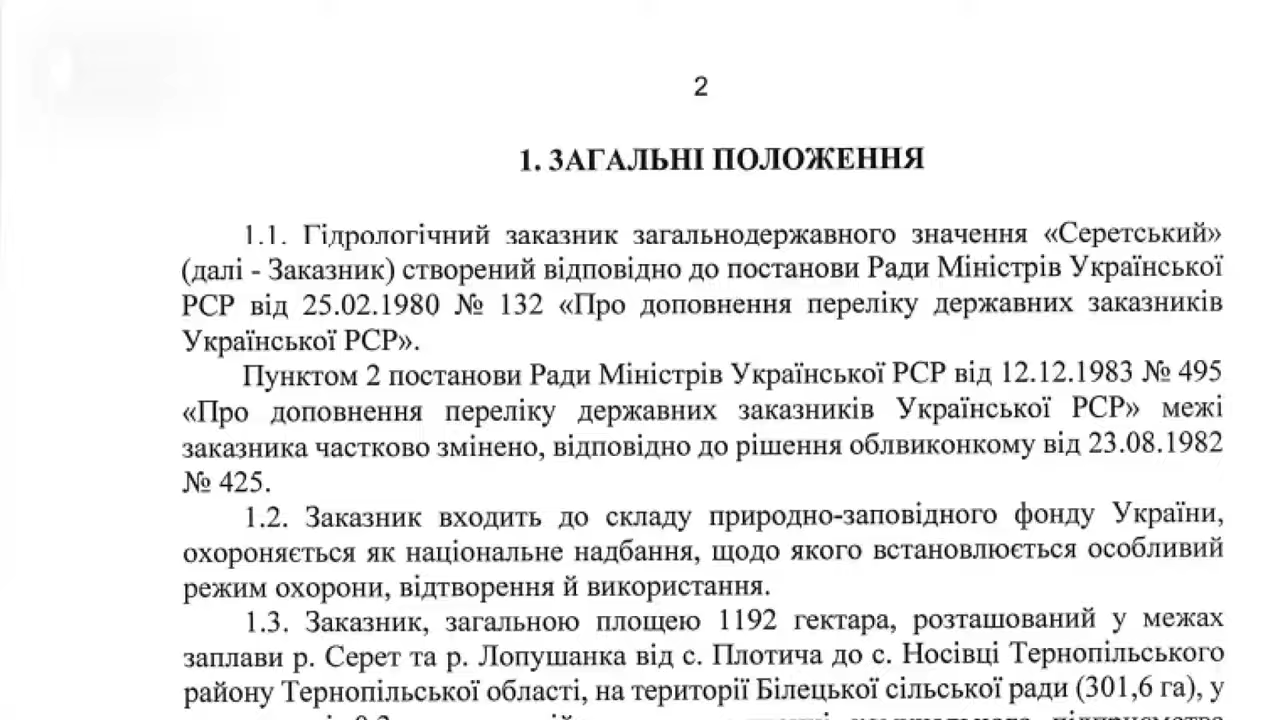 2
1. ЗАГАЛЬНІ ПОЛОЖЕННЯ
1.1. Гідрологічний заказник загальнодержавного значення «Серетський»
(далі - Заказник) створений відповідно до постанови Ради Міністрів Української
РСР від 25.02.1980 № 132 «Про доповнення переліку державних заказників
Української РСР».
Пунктом 2 постанови Ради Міністрів Української РСР від 12.12.1983 № 495
«Про доповнення переліку державних заказників Української РСР» межі
заказника частково змінено, відповідно до рішення облвиконкому від 23.08.1982
№ 425.
1.2. Заказник входить до складу природно-заповідного фонду України,
охороняється як національне надбання, щодо якого встановлюється особливий
режим охорони, відтворення й використання.
1.3. Заказник, загальною площею 1192 гектара, розташований у межах
заплави р. Серет та р. Лопушанка від с. Плотича до с. Носівці Тернопільського
району Тернопільської області, на території Білецької сільської ради (301,6 га), у